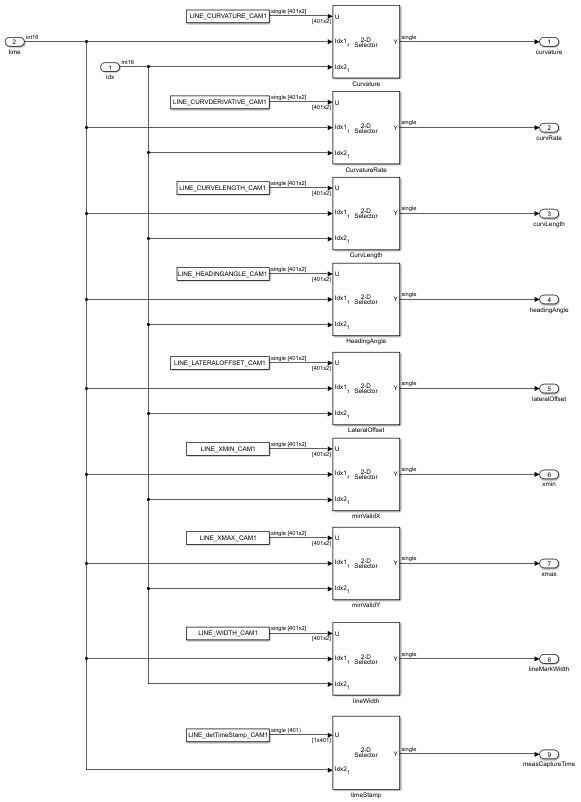 LINE_CURVATURE_CAM1
single [401x2]
[401x2]
U
2
time
int16
Idx1 1
2-D
Selector
Y
single
1
curvature
1
idx
int16
Idx2 1
Curvature
LINE_CURVDERIVATIVE_CAM1
single [401x2]
[401x2]
U
Idx1 1
2-D
Selector
Y
single
2
curvRate
Idx2 1
CurvatureRate
LINE_CURVELENGTH_CAM1
single [401x2]
[401x2]
U
Idx1 1
2-D
Selector
Y
single
3
curvLength
Idx2 1
CurvLength
LINE_HEADINGANGLE_CAM1
single [401x2]
[401x2]
U
Idx1 1
2-D
Selector
Y
single
4
headingAngle
Idx2 1
HeadingAngle
LINE_LATERALOFFSET_CAM1
single [401x2]
[401x2]
U
Idx1 1
2-D
Selector
Y
single
5
lateralOffset
Idx2 1
LateralOffset
LINE_XMIN_CAM1
single [401x2]
[401x2]
U
Idx1 1
2-D
Selector
Y
single
6
xmin
Idx2 1
minValidX
LINE_XMAX_CAM1
single [401x2]
[401x2]
U
Idx1 1
2-D
Selector
Y
single
7
xmax
Idx2 1
minValidY
LINE_WIDTH_CAM1
single [401x2]
[401x2]
U
Idx1 1
2-D
Selector
Y
single
8
lineMarkWidth
Idx2 1
lineWidth
LINE_detTimeStamp_CAM1
single (401)
[1x401]
U
2-D
Selector
Y
single
9
measCaptureTime
Idx2 1
timeStamp